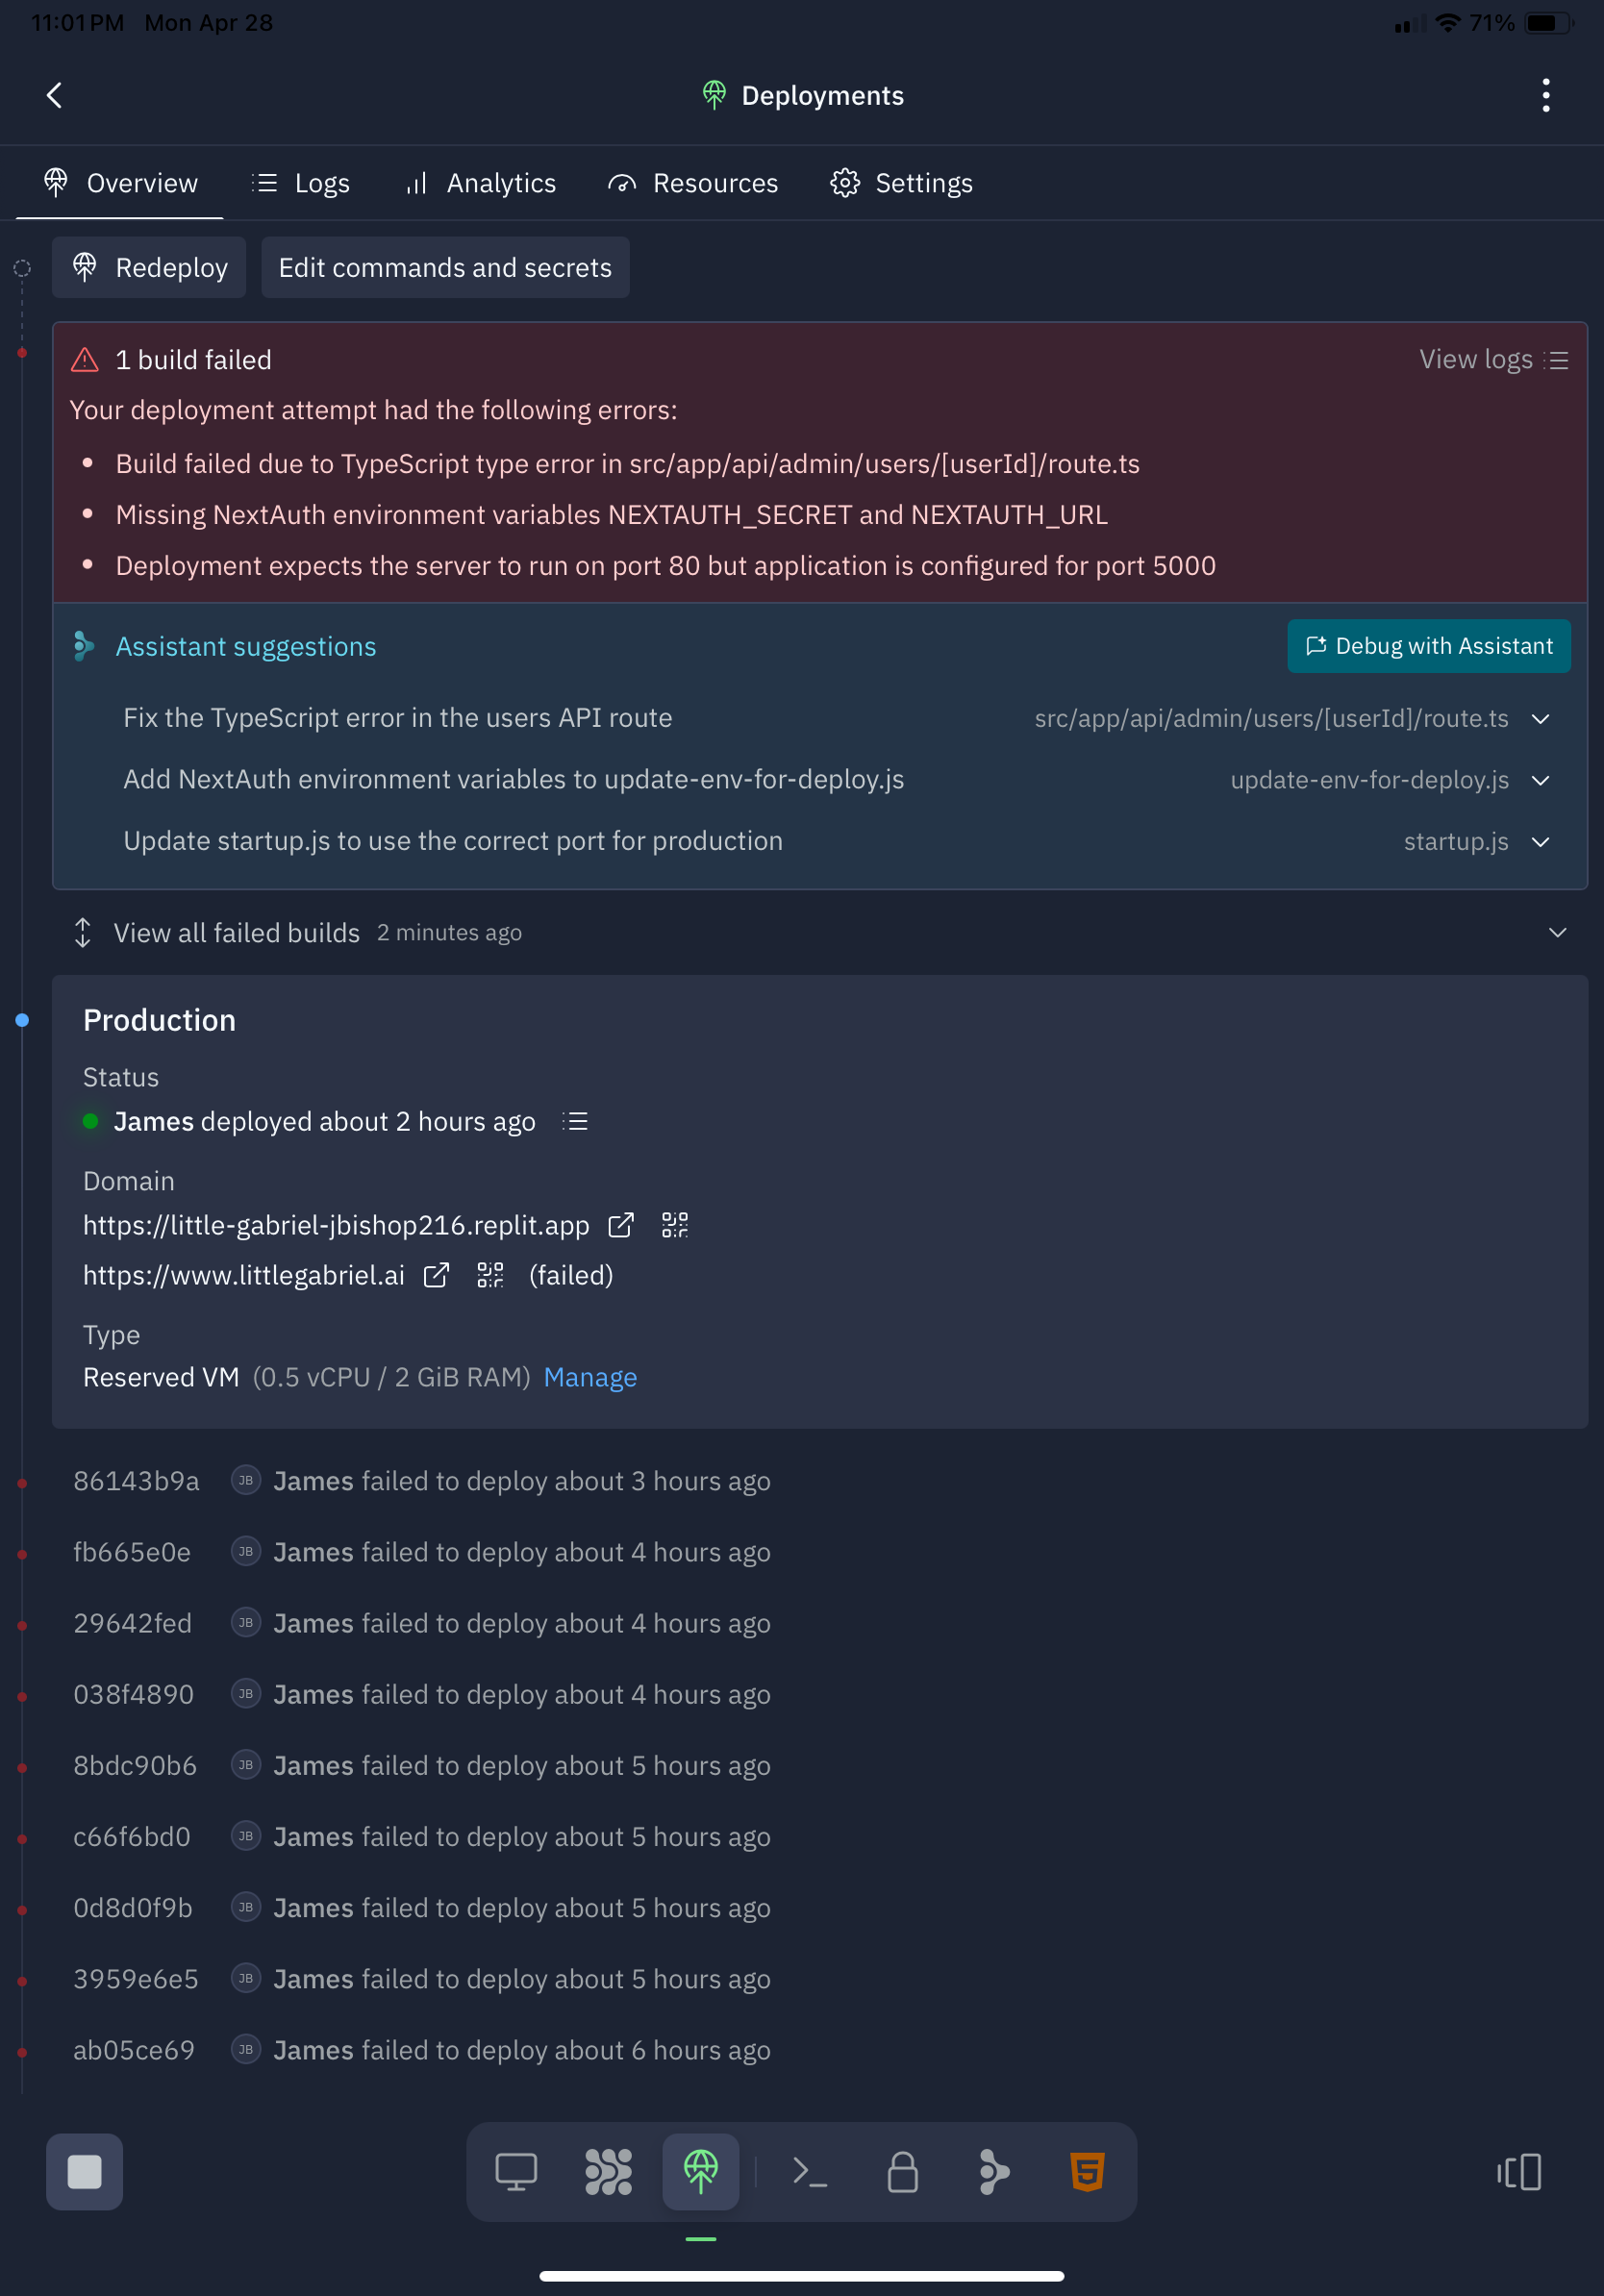 11:01 PM Mon Apr 28 71%
Deployments
Overview Logs Analytics Resources Settings
Redeploy Edit commands and secrets
1 build failed View logs
Your deployment attempt had the following errors:
• Build failed due to TypeScript type error in src/app/api/admin/users/[userId]/route.ts
• Missing NextAuth environment variables NEXTAUTH_SECRET and NEXTAUTH_URL
• Deployment expects the server to run on port 80 but application is configured for port 5000
Assistant suggestions Debug with Assistant
Fix the TypeScript error in the users API route src/app/api/admin/users/[userId]/route.ts
Add NextAuth environment variables to update-env-for-deploy.js update-env-for-deploy.js
Update startup.js to use the correct port for production startup.js
View all failed builds 2 minutes ago
Production
Status
James deployed about 2 hours ago
Domain
https://little-gabriel-jbishop216.replit.app
https://www.littlegabriel.ai (failed)
Type
Reserved VM (0.5 vCPU / 2 GiB RAM) Manage
86143b9a JB James failed to deploy about 3 hours ago
fb665e0e JB James failed to deploy about 4 hours ago
29642fed JB James failed to deploy about 4 hours ago
038f4890 JB James failed to deploy about 4 hours ago
8bdc90b6 JB James failed to deploy about 5 hours ago
c66f6bd0 JB James failed to deploy about 5 hours ago
0d8d0f9b JB James failed to deploy about 5 hours ago
3959e6e5 JB James failed to deploy about 5 hours ago
ab05ce69 JB James failed to deploy about 6 hours ago
5